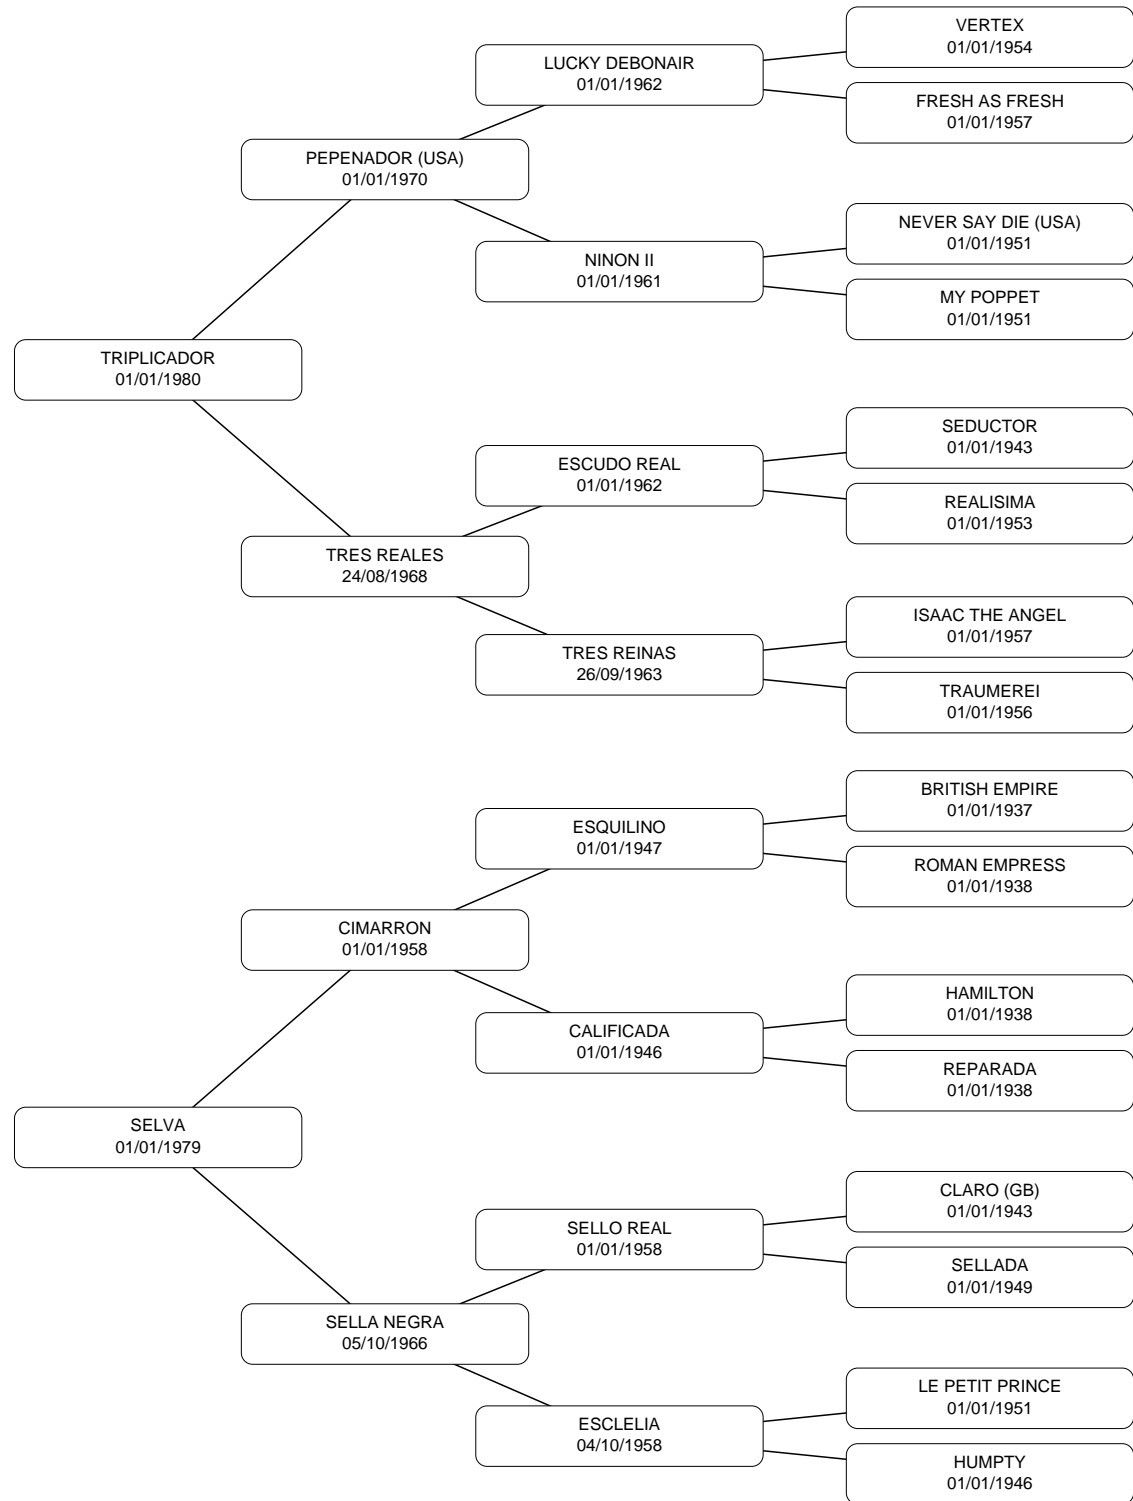 VERTEX
01/01/1954
LUCKY DEBONAIR
01/01/1962
FRESH AS FRESH
01/01/1957
PEPENADOR (USA)
01/01/1970
NEVER SAY DIE (USA)
01/01/1951
NINON II
01/01/1961
MY POPPET
01/01/1951
TRIPLICADOR
01/01/1980
SEDUCTOR
01/01/1943
ESCUDO REAL
01/01/1962
REALISIMA
01/01/1953
TRES REALES
24/08/1968
ISAAC THE ANGEL
01/01/1957
TRES REINAS
26/09/1963
TRAUMEREI
01/01/1956
BRITISH EMPIRE
01/01/1937
ESQUILINO
01/01/1947
ROMAN EMPRESS
01/01/1938
CIMARRON
01/01/1958
HAMILTON
01/01/1938
CALIFICADA
01/01/1946
REPARADA
01/01/1938
SELVA
01/01/1979
CLARO (GB)
01/01/1943
SELLO REAL
01/01/1958
SELLADA
01/01/1949
SELLA NEGRA
05/10/1966
LE PETIT PRINCE
01/01/1951
ESCLELIA
04/10/1958
HUMPTY
01/01/1946